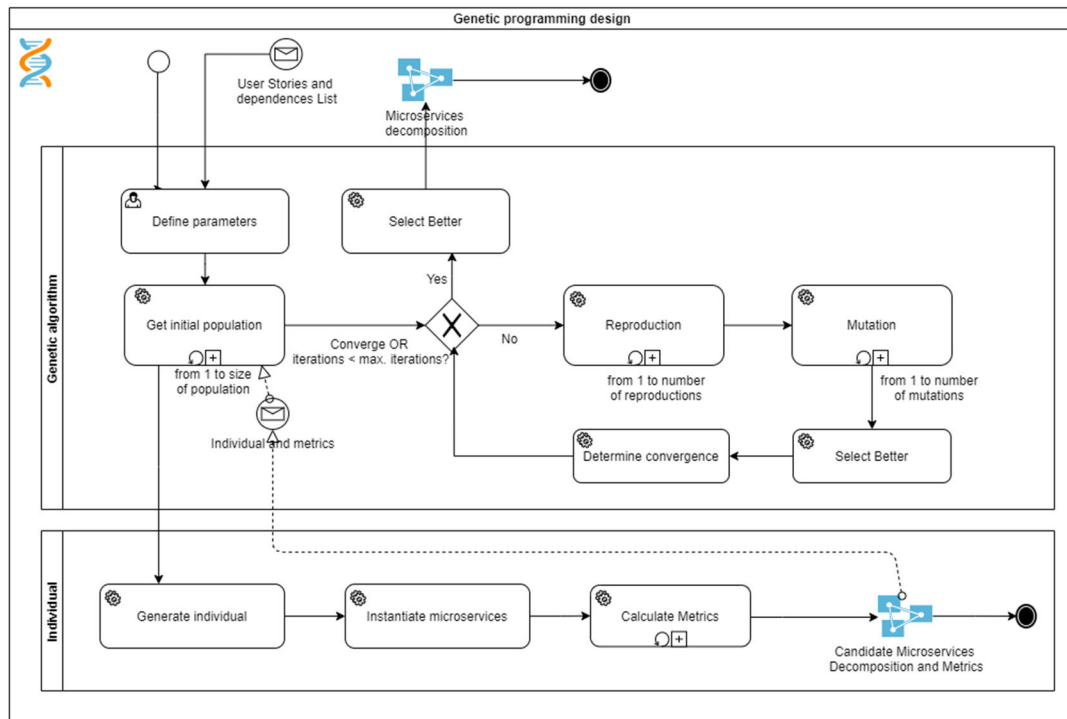 Genetic programming design
User Stories and
dependences List
Microservices
decomposition
Genetic algorithm
Define parameters
Select Better
Yes
Get initial population
Converge OR
iterations < max. iterations?
No
Reproduction
Mutation
from 1 to size
of population
from 1 to number
of reproductions
from 1 to number
of mutations
Individual and metrics
Determine convergence
Select Better
Individual
Generate individual
Instantiate microservices
Calculate Metrics
Candidate Microservices
Decomposition and Metrics